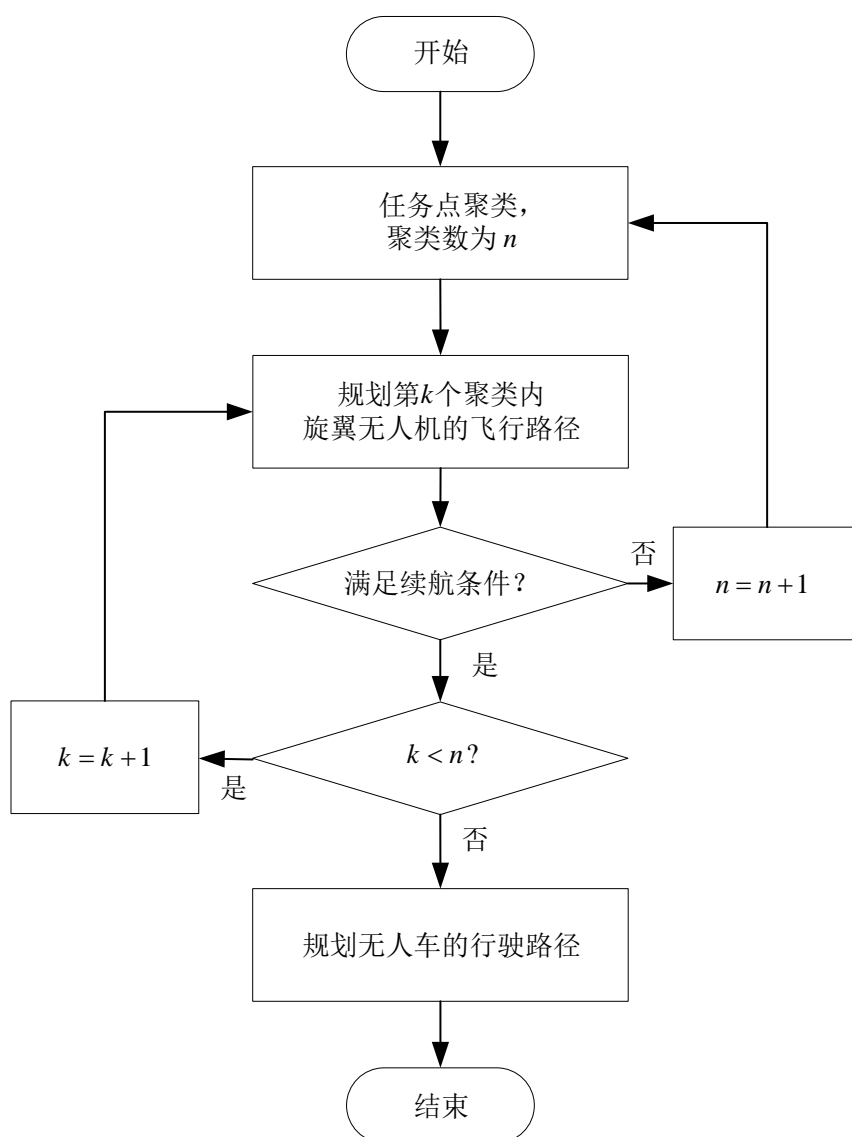 开始
任务点聚类，
聚类数为 n
规划第k个聚类内
旋翼无人机的飞行路径
满足续航条件？
否
n = n + 1
是
k < n?
k = k + 1
是
否
规划无人车的行驶路径
结束